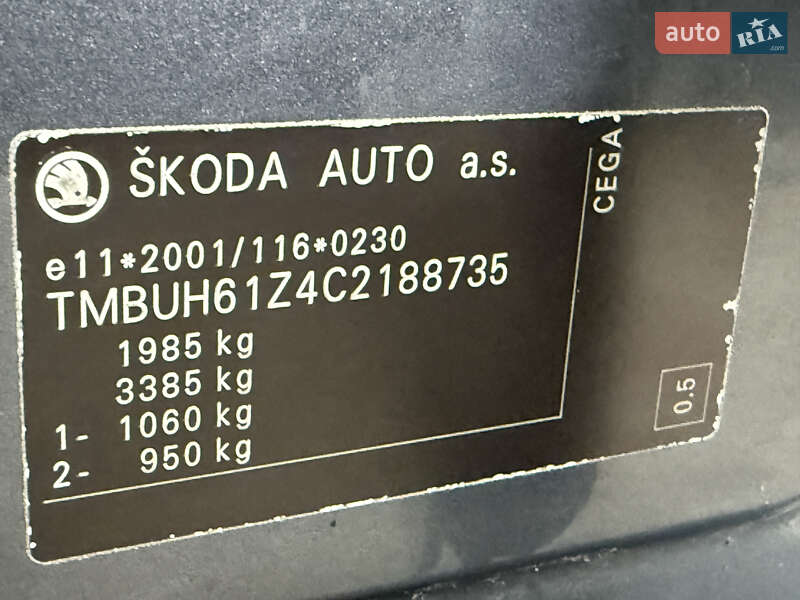 auto RIA .com
ŠKODA AUTO a.s.
CEGA
e11*2001/116*0230
TMBUH61Z4C2188735
1985 kg
3385 kg
1- 1060 kg
2- 950 kg
0.5